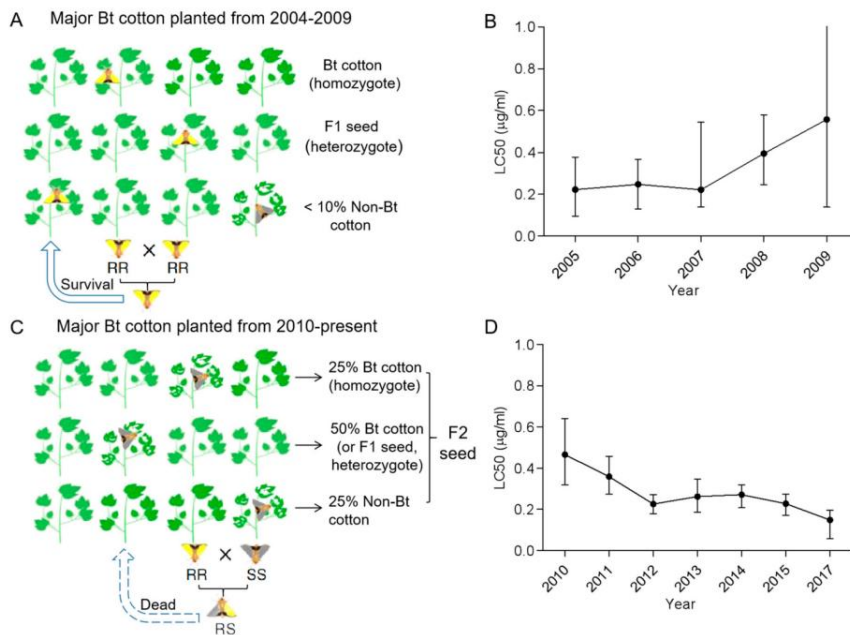 A Major Bt cotton planted from 2004-2009
Bt cotton
(homozygote)
F1 seed
(heterozygote)
< 10% Non-Bt
cotton
RR × RR
Survival
B
LC50 (µg/ml)
1.0
0.8
0.6
0.4
0.2
0.0
2005 2006 2007 2008 2009
Year
C Major Bt cotton planted from 2010-present
25% Bt cotton
(homozygote)
50% Bt cotton
(or F1 seed,
heterozygote)
25% Non-Bt
cotton
F2
seed
RR × SS
Dead
RS
D
LC50 (µg/ml)
1.0
0.8
0.6
0.4
0.2
0.0
2010 2011 2012 2013 2014 2015 2017
Year